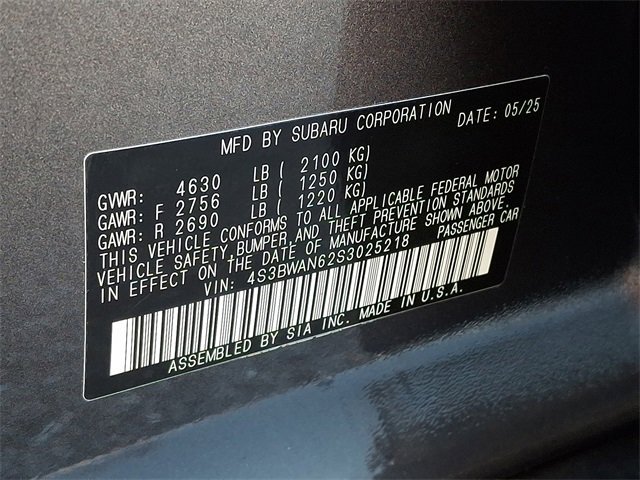 MFD BY SUBARU CORPORATION DATE: 05/25
GVWR: 4630 LB ( 2100 KG)
GAWR: F 2756 LB ( 1250 KG)
GAWR: R 2690 LB ( 1220 KG)
THIS VEHICLE CONFORMS TO ALL APPLICABLE FEDERAL MOTOR
VEHICLE SAFETY,BUMPER,AND THEFT PREVENTION STANDARDS
IN EFFECT ON THE DATE OF MANUFACTURE SHOWN ABOVE.
VIN: 4S3BWAN62S3025218 PASSENGER CAR
ASSEMBLED BY SIA INC. MADE IN U.S.A.